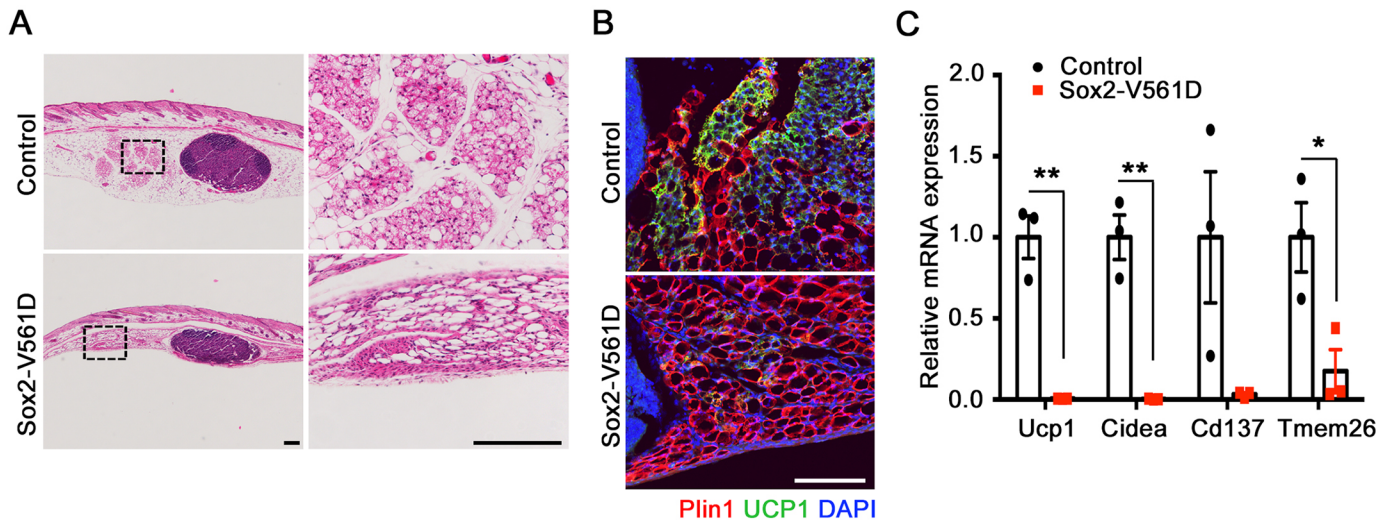 A
Control
Sox2-V561D
B
Control
Sox2-V561D
Plin1 UCP1 DAPI
C
Control
Sox2-V561D
Relative mRNA expression
2.0
1.5
1.0
0.5
0.0
**
**
*
Ucp1 Cidea Cd137 Tmem26